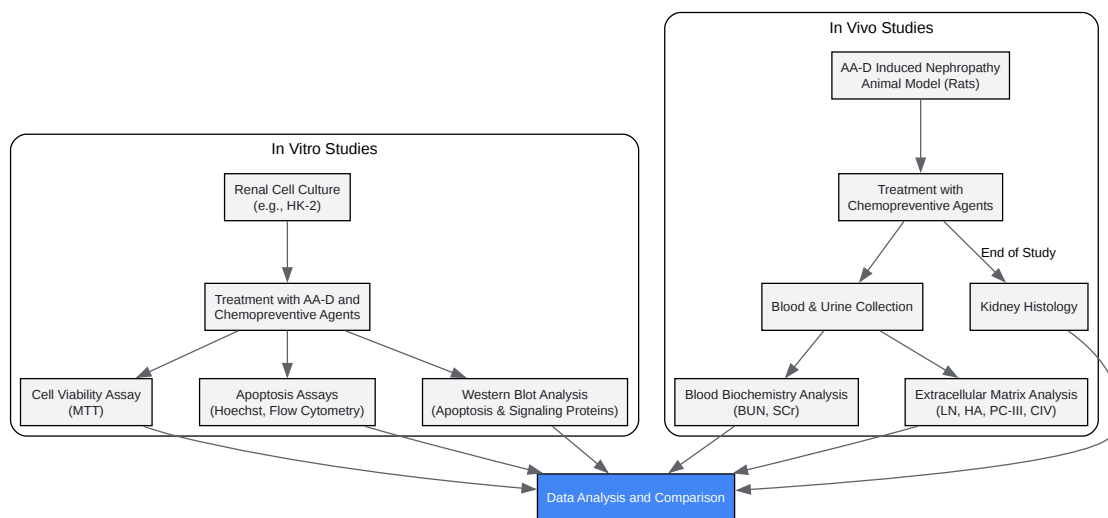 In Vivo Studies
AA-D Induced Nephropathy
Animal Model (Rats)
Treatment with
Chemopreventive Agents
End of Study
Blood & Urine Collection
Kidney Histology
Blood Biochemistry Analysis
(BUN, SCr)
Extracellular Matrix Analysis
(LN, HA, PC-III, CIV)
In Vitro Studies
Renal Cell Culture
(e.g., HK-2)
Treatment with AA-D and
Chemopreventive Agents
Cell Viability Assay
(MTT)
Apoptosis Assays
(Hoechst, Flow Cytometry)
Western Blot Analysis
(Apoptosis & Signaling Proteins)
Data Analysis and Comparison